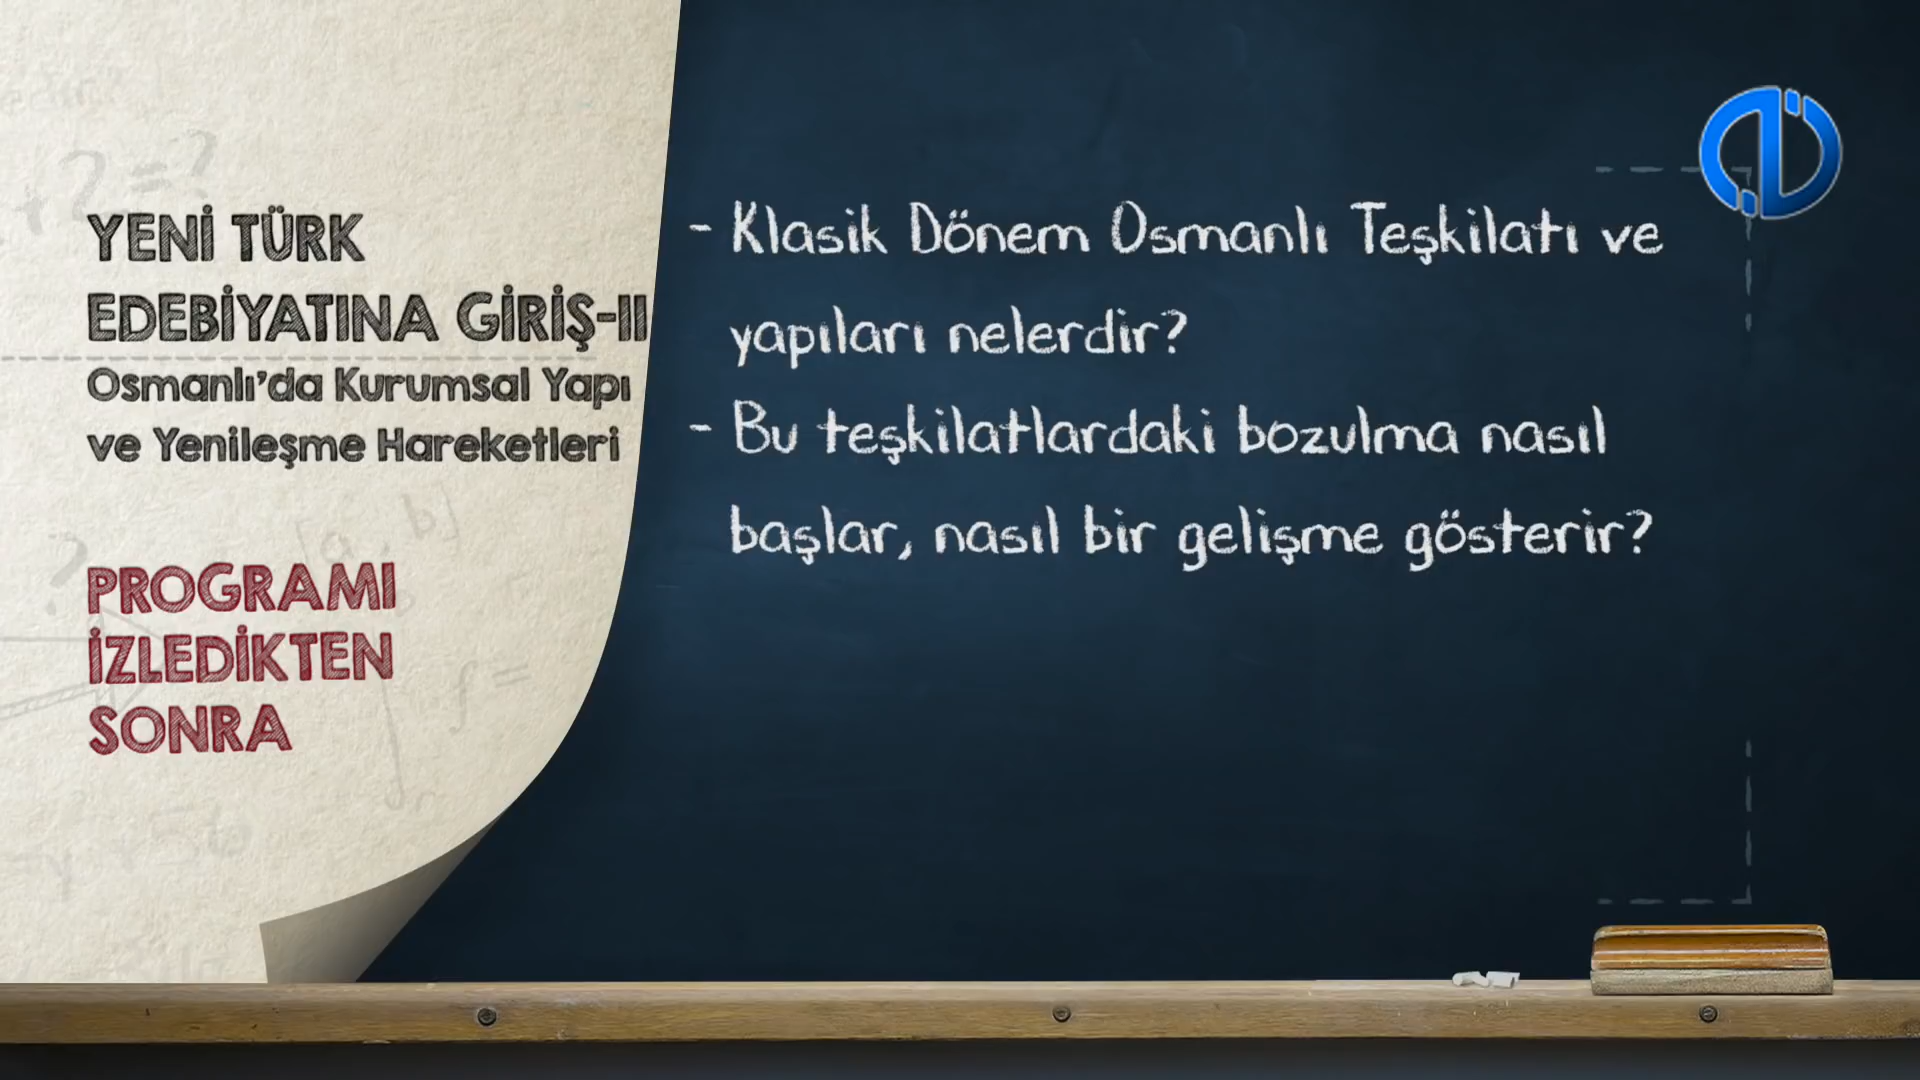 YENİ TÜRK
EDEBİYATINA GİRİŞ-II
Osmanlı'da Kurumsal Yapı
ve Yenileşme Hareketleri
PROGRAMI
İZLEDİKTEN
SONRA
- Klasik Dönem Osmanlı Teşkilatı ve
yapıları nelerdir?
- Bu teşkilatlardaki bozulma nasıl
başlar, nasıl bir gelişme gösterir?